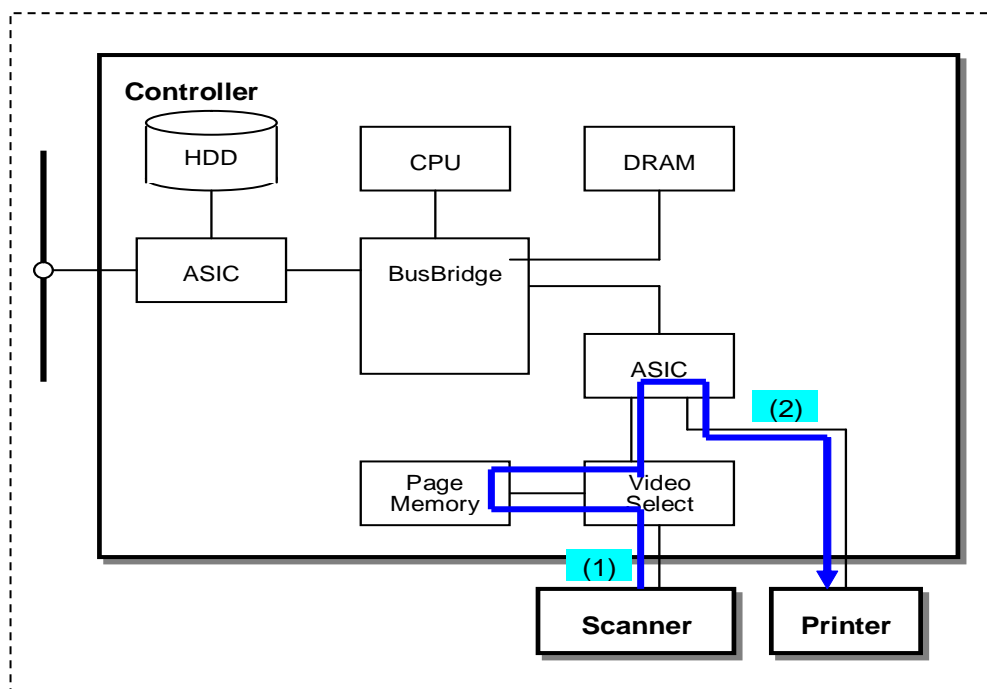 Controller
HDD
CPU
DRAM
ASIC
BusBridge
ASIC
(2)
Page
Memory
Video
Select
(1)
Scanner
Printer